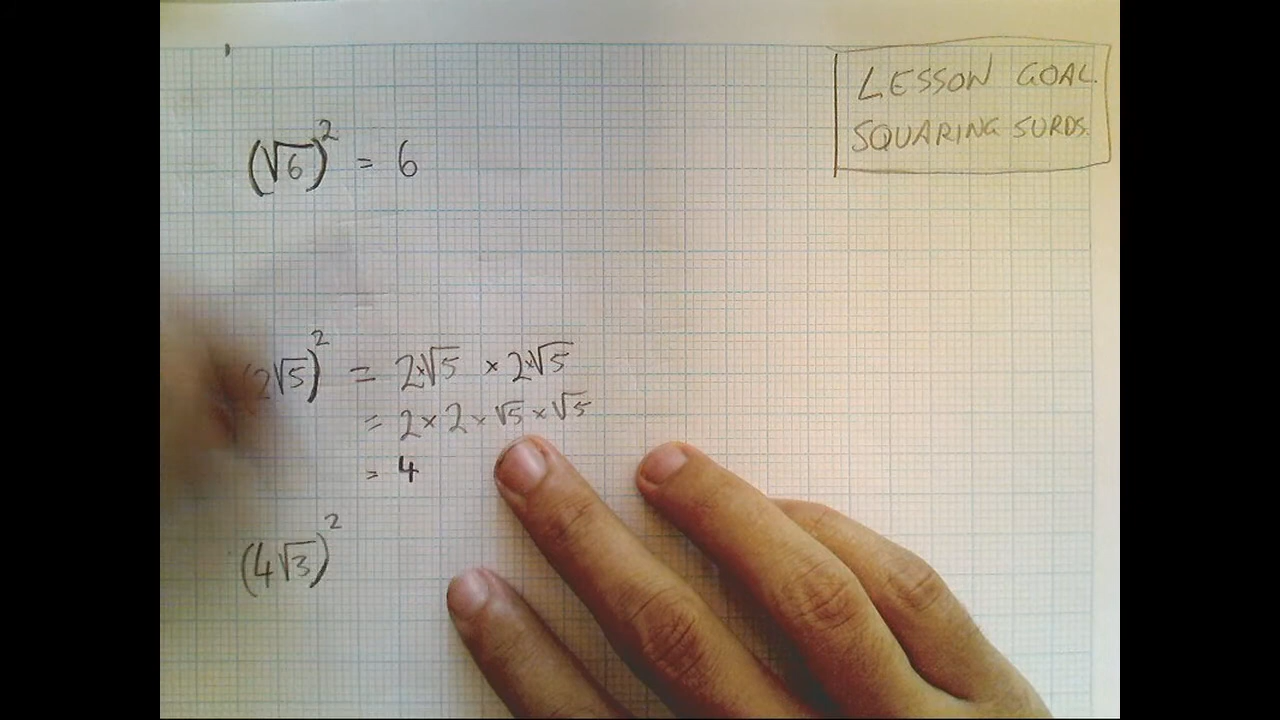 LESSON GOAL.
SQUARING SURDS.
(√6)² = 6
(2√5)² = 2×√5 × 2×√5
= 2 × 2 × √5 × √5
= 4
(4√3)²